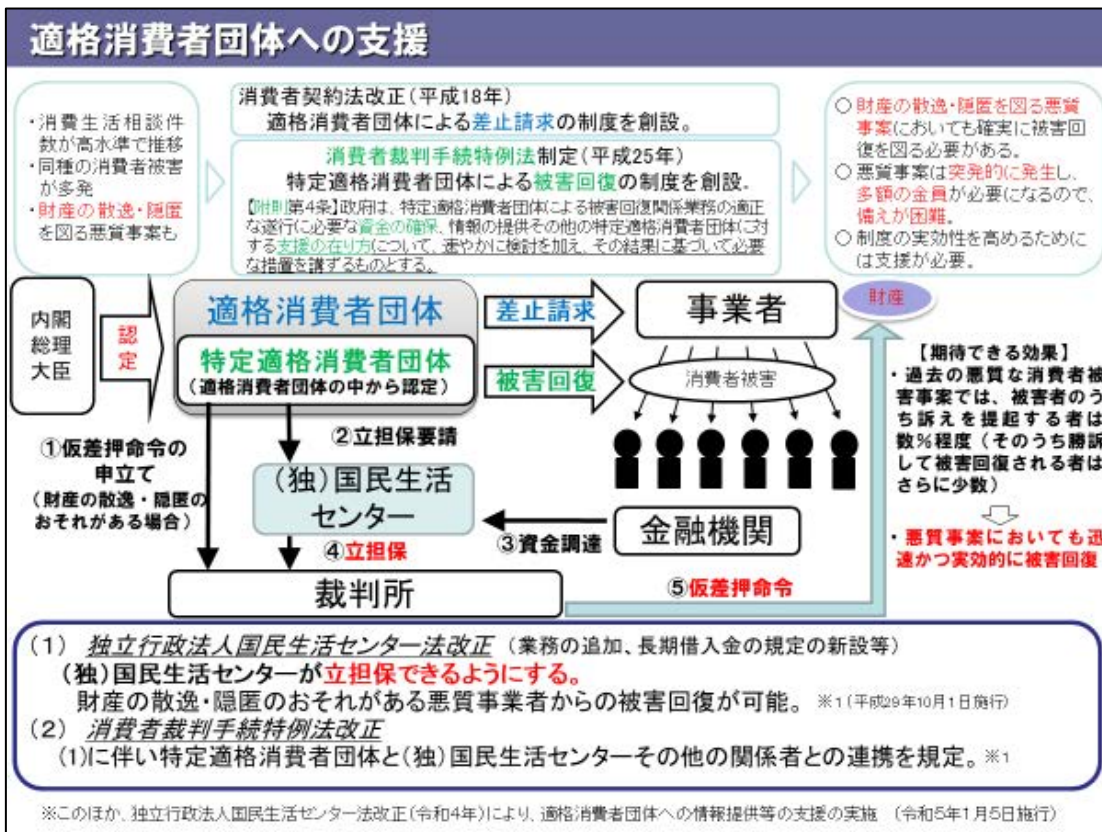 適格消費者団体への支援
・消費生活相談件
数が高水準で推移
・同種の消費者被害
が多発
・財産の散逸・隠匿
を図る悪質事案も
消費者契約法改正(平成18年)
適格消費者団体による差止請求の制度を創設。
消費者裁判手続特例法制定(平成25年)
特定適格消費者団体による被害回復の制度を創設。
【附則第4条】政府は、特定適格消費者団体による被害回復関係業務の適正
な遂行に必要な資金の確保、情報の提供その他の特定適格消費者団体に対
する支援の在り方について、速やかに検討を加え、その結果に基づいて必要
な措置を講ずるものとする。
○ 財産の散逸・隠匿を図る悪質
事案においても確実に被害回
復を図る必要がある。
○ 悪質事案は突発的に発生し、
多額の金員が必要になるので、
備えが困難。
○ 制度の実効性を高めるために
は支援が必要。
内閣
総理
大臣
認定
適格消費者団体
特定適格消費者団体
(適格消費者団体の中から認定)
差止請求
被害回復
事業者
財産
消費者被害
①仮差押命令の
申立て
(財産の散逸・隠匿の
おそれがある場合)
②立担保要請
(独)国民生活
センター
③資金調達
金融機関
④立担保
裁判所
⑤仮差押命令
【期待できる効果】
・過去の悪質な消費者被
害事案では、被害者のう
ち訴えを提起する者は
数%程度(そのうち勝訴
して被害回復される者は
さらに少数)
・悪質事案においても迅
速かつ実効的に被害回復
(1) 独立行政法人国民生活センター法改正 (業務の追加、長期借入金の規定の新設等)
(独)国民生活センターが立担保できるようにする。
財産の散逸・隠匿のおそれがある悪質事業者からの被害回復が可能。 ※1(平成29年10月1日施行)
(2) 消費者裁判手続特例法改正
(1)に伴い特定適格消費者団体と(独)国民生活センターその他の関係者との連携を規定。※1
※このほか、独立行政法人国民生活センター法改正(令和4年)により、適格消費者団体への情報提供等の支援の実施 (令和5年1月5日施行)